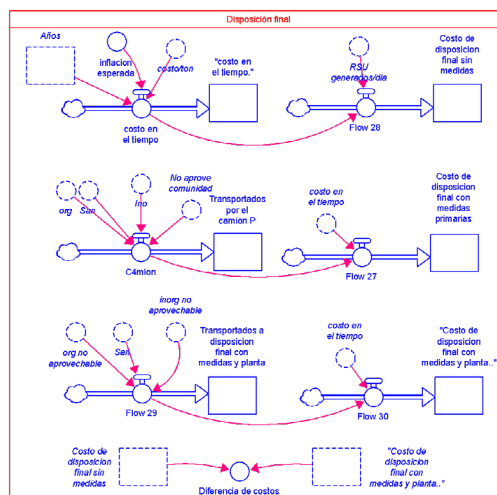 Disposición final
Años
inflacion
esperada
costo/ton
"costo en
el tiempo."
costo en
el tiempo
RSU
generados/dia
Flow 28
Costo de
disposicion
final sin
medidas
org
San
Ino
No aprove
comunidad
Transportados
por el
camion P
C4mion
costo en
el tiempo
Flow 27
Costo de
disposicion
final con
medidas
primarias
org no
aprovechable
San
inorg no
aprovechable
Transportados a
disposicion
final con
medidas y planta
Flow 29
costo en
el tiempo
Flow 30
"Costo de
disposicion
final con
medidas y planta.."
Costo de
disposicion
final sin
medidas
Diferencia de costos
"Costo de
disposicion
final con
medidas y planta.."